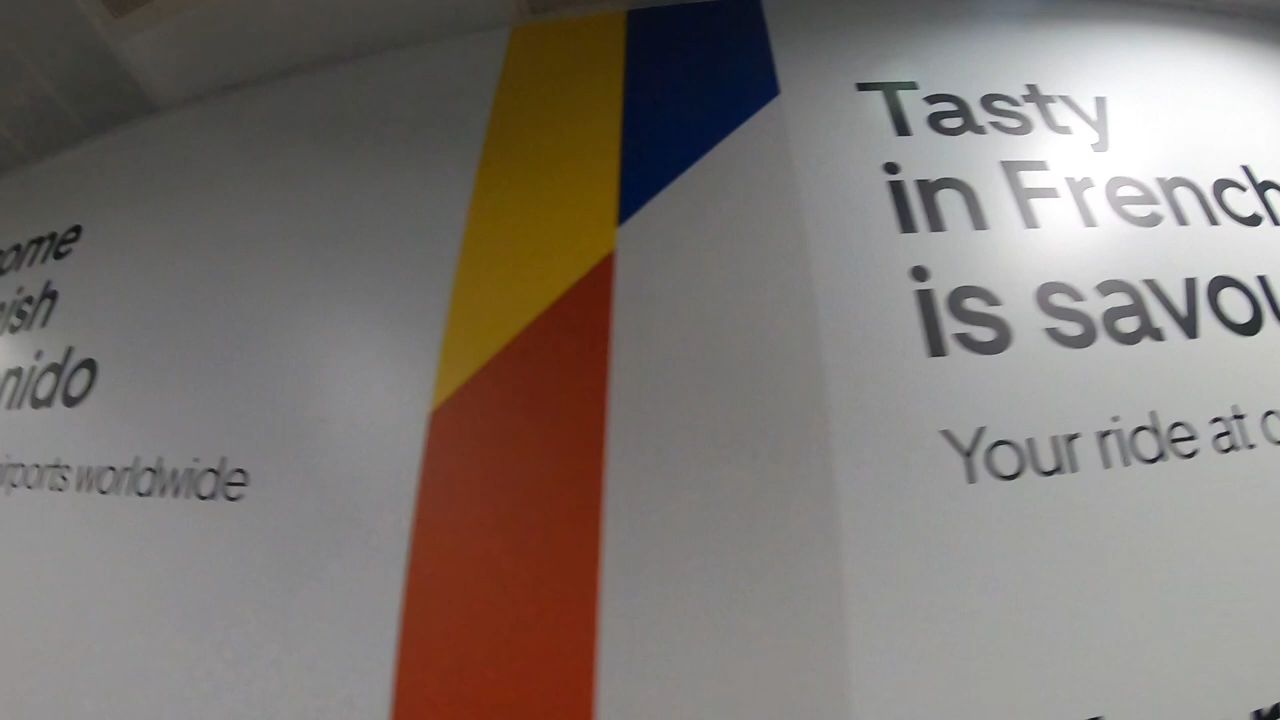 ome
ish
nido
irports worldwide
Tasty
in French
is savou
Your ride at